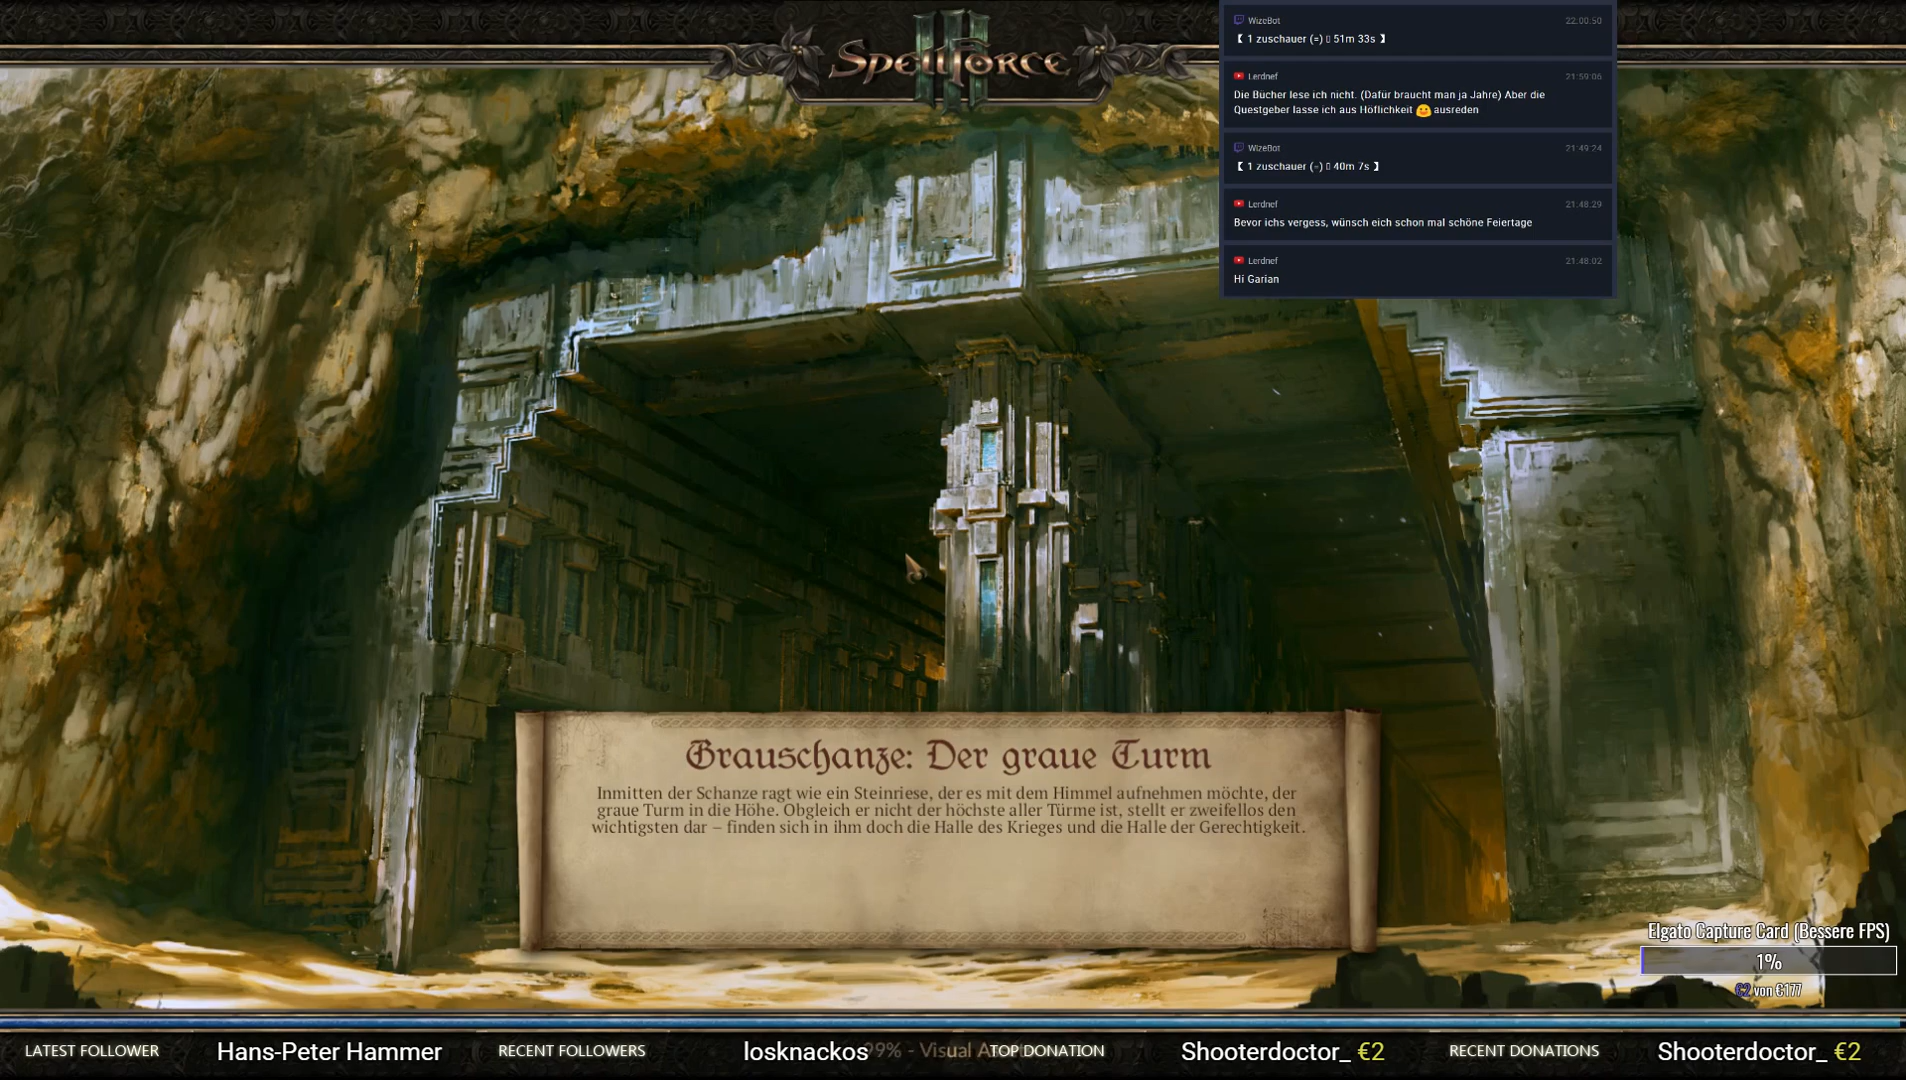 SpellForce
WizeBot 22:00:50
【 1 zuschauer (=) ▯ 51m 33s 】
Lerdnef 21:59:06
Die Bücher lese ich nicht. (Dafür braucht man ja Jahre) Aber die
Questgeber lasse ich aus Höflichkeit 😊 ausreden
WizeBot 21:49:24
【 1 zuschauer (=) ▯ 40m 7s 】
Lerdnef 21:48:29
Bevor ichs vergess, wünsch eich schon mal schöne Feiertage
Lerdnef 21:48:02
Hi Garian
Grauschanze: Der graue Turm
Inmitten der Schanze ragt wie ein Steinriese, der es mit dem Himmel aufnehmen möchte, der
graue Turm in die Höhe. Obgleich er nicht der höchste aller Türme ist, stellt er zweifellos den
wichtigsten dar – finden sich in ihm doch die Halle des Krieges und die Halle der Gerechtigkeit.
Elgato Capture Card (Bessere FPS)
1%
€2 von €177
LATEST FOLLOWER Hans-Peter Hammer RECENT FOLLOWERS losknackos 99% - Visual TOP DONATION Shooterdoctor_ €2 RECENT DONATIONS Shooterdoctor_ €2